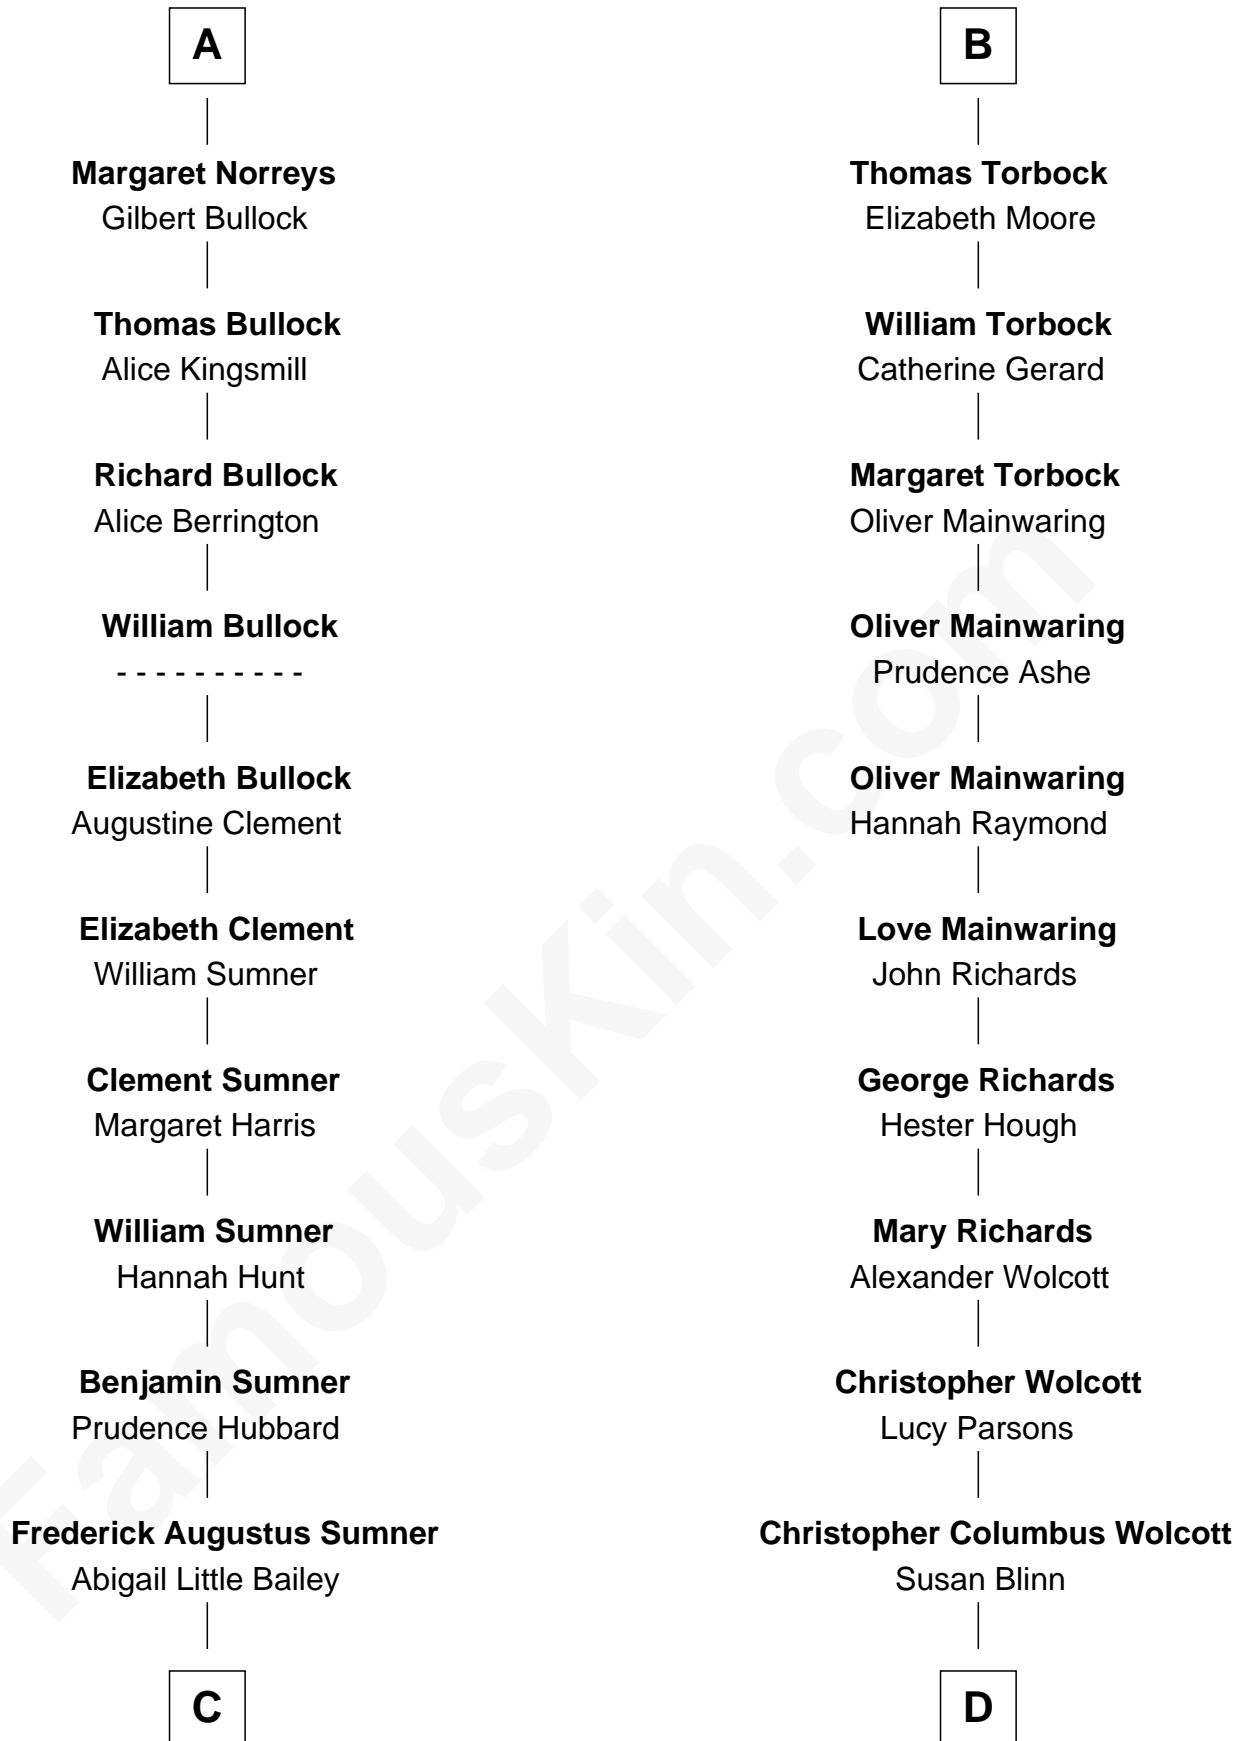 A
Margaret Norreys
Gilbert Bullock
Thomas Bullock
Alice Kingsmill
Richard Bullock
Alice Berrington
William Bullock
- - - - - - - - - -
Elizabeth Bullock
Augustine Clement
Elizabeth Clement
William Sumner
Clement Sumner
Margaret Harris
William Sumner
Hannah Hunt
Benjamin Sumner
Prudence Hubbard
Frederick Augustus Sumner
Abigail Little Bailey
C
B
Thomas Torbock
Elizabeth Moore
William Torbock
Catherine Gerard
Margaret Torbock
Oliver Mainwaring
Oliver Mainwaring
Prudence Ashe
Oliver Mainwaring
Hannah Raymond
Love Mainwaring
John Richards
George Richards
Hester Hough
Mary Richards
Alexander Wolcott
Christopher Wolcott
Lucy Parsons
Christopher Columbus Wolcott
Susan Blinn
D
FamousKin.com